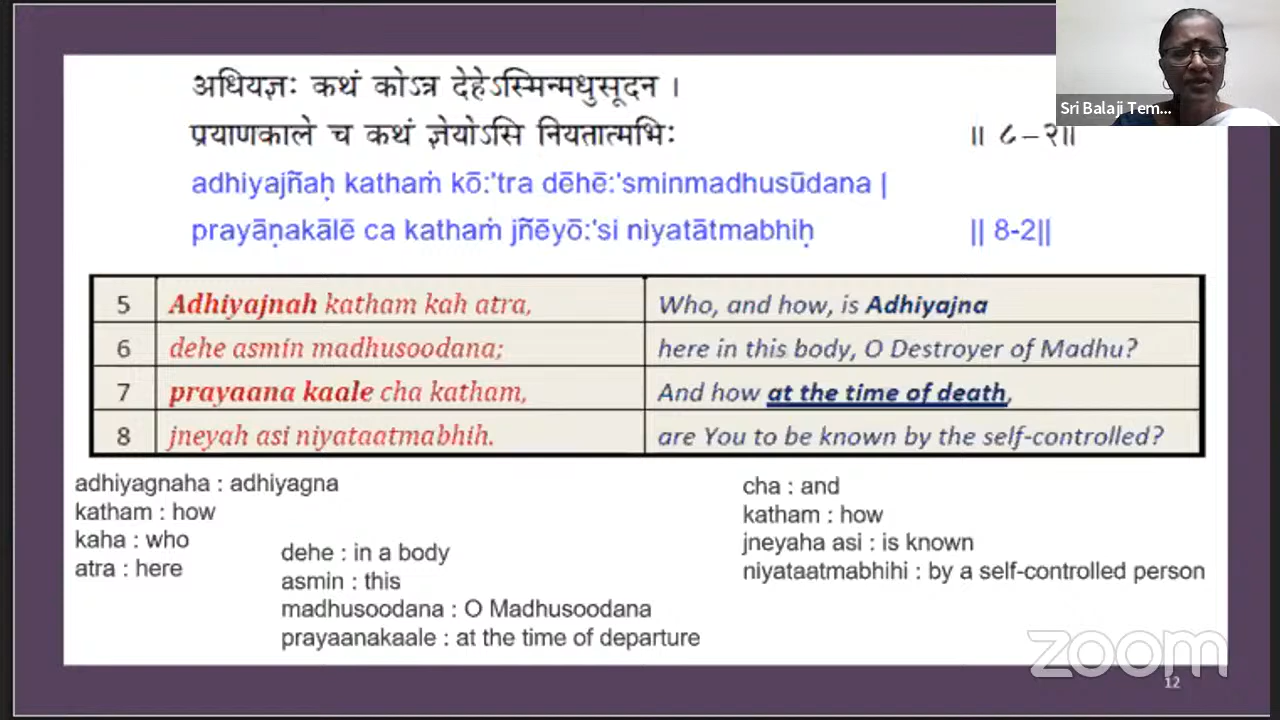 अधियज्ञः कथं कोऽत्र देहेऽस्मिन्मधुसूदन ।
प्रयाणकाले च कथं ज्ञेयोऽसि नियतात्मभिः ॥ ८-२॥
adhiyajñaḥ kathaṁ kō:'tra dēhē:'sminmadhusūdana |
prayāṇakālē ca kathaṁ jñēyō:'si niyatātmabhiḥ || 8-2||
Sri Balaji Tem...
5 Adhiyajnah katham kah atra, Who, and how, is Adhiyajna
6 dehe asmin madhusoodana; here in this body, O Destroyer of Madhu?
7 prayaana kaale cha katham, And how at the time of death,
8 jneyah asi niyataatmabhih. are You to be known by the self-controlled?
adhiyagnaha : adhiyagna
katham : how
kaha : who
atra : here
dehe : in a body
asmin : this
madhusoodana : O Madhusoodana
prayaanakaale : at the time of departure
cha : and
katham : how
jneyaha asi : is known
niyataatmabhihi : by a self-controlled person
zoom
12